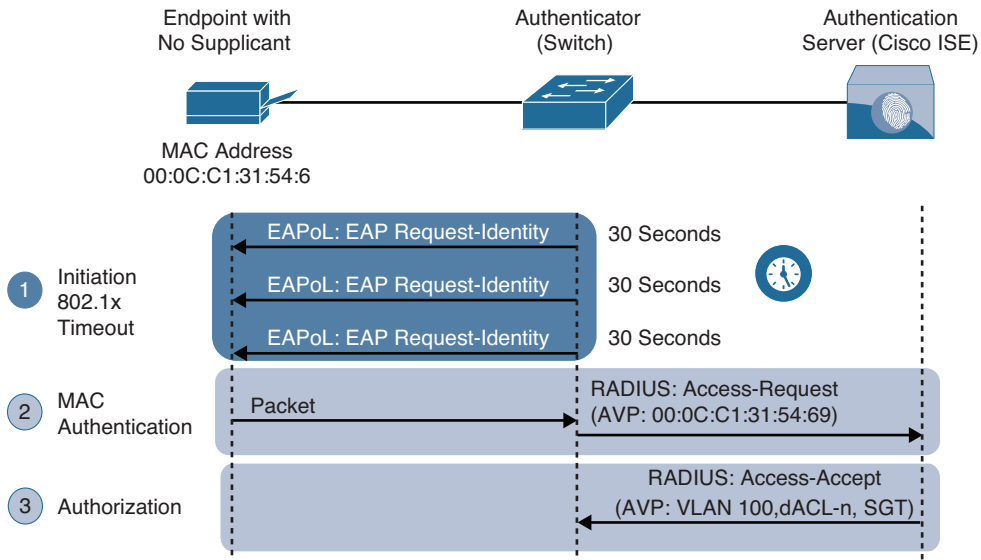 Endpoint with
No Supplicant
Authenticator
(Switch)
Authentication
Server (Cisco ISE)
MAC Address
00:0C:C1:31:54:6
1
Initiation
802.1x
Timeout
EAPoL: EAP Request-Identity
30 Seconds
EAPoL: EAP Request-Identity
30 Seconds
EAPoL: EAP Request-Identity
30 Seconds
2
MAC
Authentication
Packet
RADIUS: Access-Request
(AVP: 00:0C:C1:31:54:69)
3
Authorization
RADIUS: Access-Accept
(AVP: VLAN 100,dACL-n, SGT)